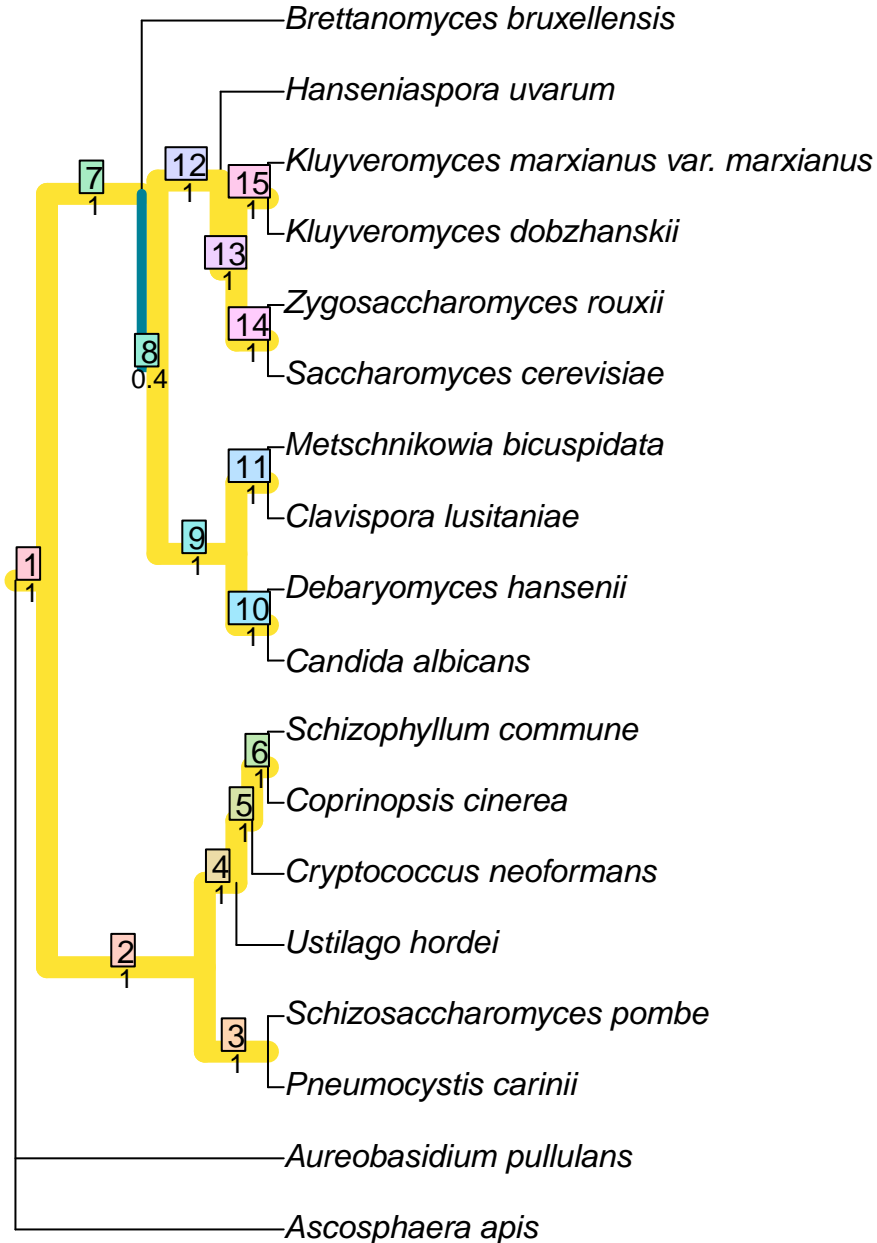 Brettanomyces bruxellensis
Hanseniaspora uvarum
12
Kluyveromyces marxianus var. marxianus
7
1
15
1
1
Kluyveromyces dobzhanskii
13
1
Zygosaccharomyces rouxii
14
8
1
0.4
Saccharomyces cerevisiae
Metschnikowia bicuspidata
11
1
Clavispora lusitaniae
9
1
1
1
Debaryomyces hansenii
10
1
Candida albicans
Schizophyllum commune
6
1
Coprinopsis cinerea
5
1
Cryptococcus neoformans
4
1
Ustilago hordei
2
1
Schizosaccharomyces pombe
3
1
Pneumocystis carinii
Aureobasidium pullulans
Ascosphaera apis